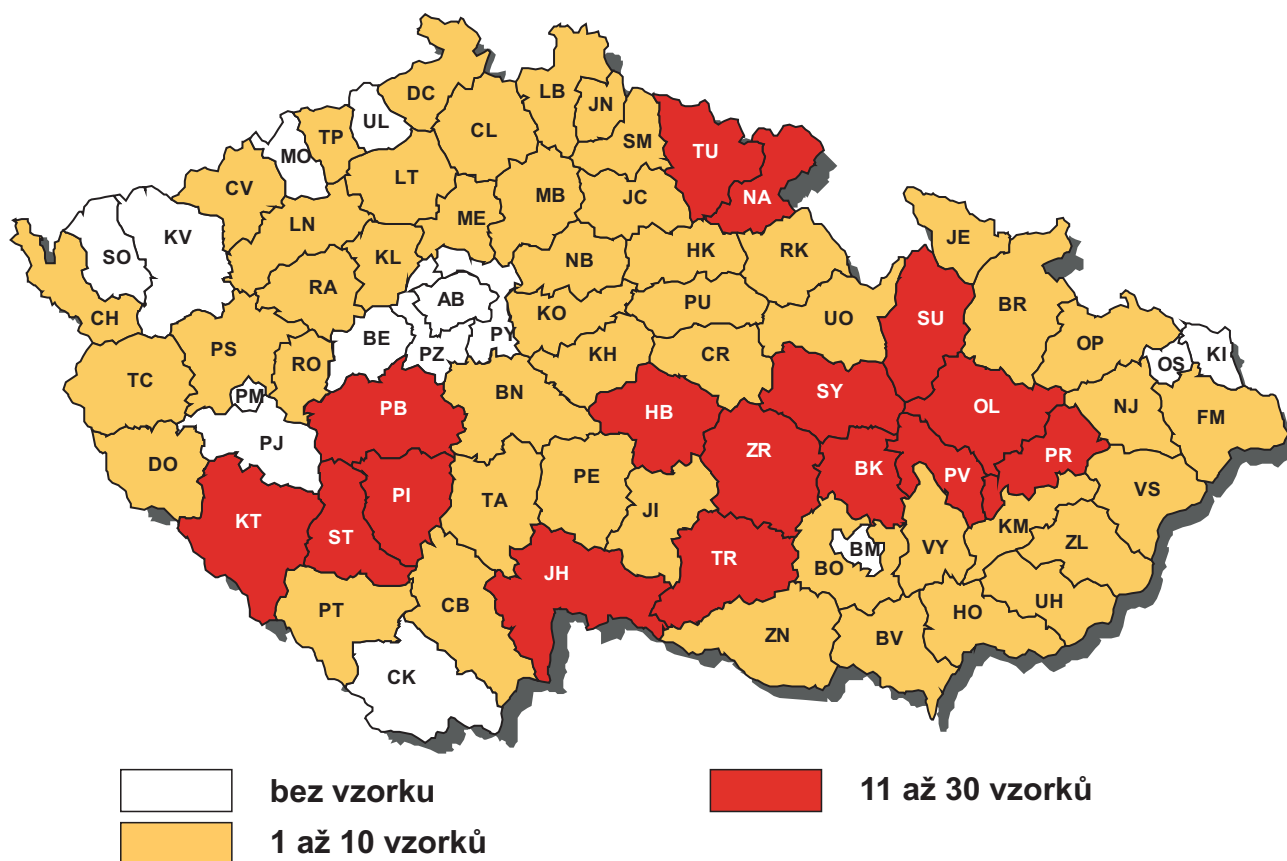 DC
LB
JN
UL
TP
CL
SM
MO
TU
CV
LT
MB
JC
NA
LN
ME
KV
SO
KL
NB
HK
RK
JE
RA
AB
PU
BR
CH
KO
UO
SU
BE
PZ
PY
OP
PS
RO
KH
CR
OS
KI
TC
PM
PB
BN
HB
SY
OL
NJ
FM
PJ
DO
ZR
BK
PV
PR
VS
KT
ST
PI
TA
PE
JI
KM
ZL
JH
TR
BO
BM
VY
PT
CB
ZN
BV
HO
UH
CK
bez vzorku
11 až 30 vzorků
1 až 10 vzorků